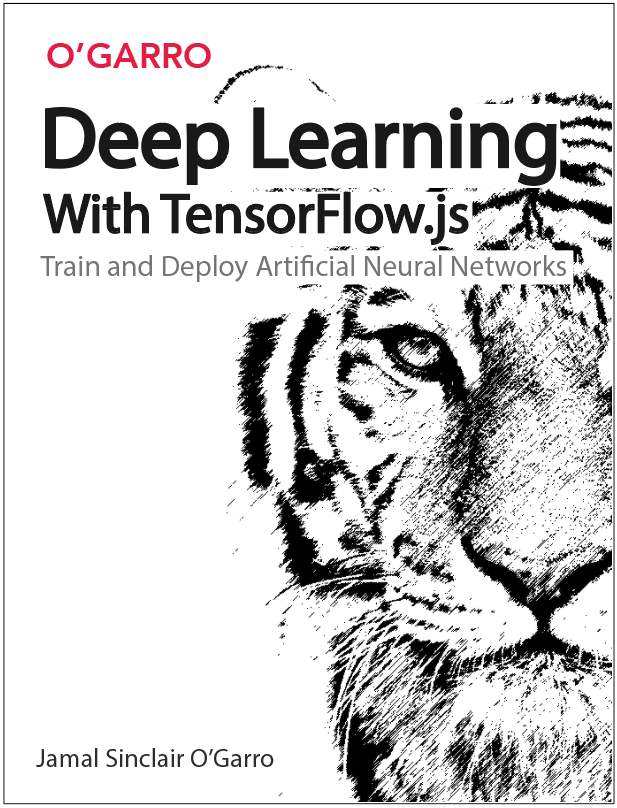 O'GARRO
Deep Learning
With TensorFlow.js
Train and Deploy Artificial Neural Networks
Jamal Sinclair O'Garro